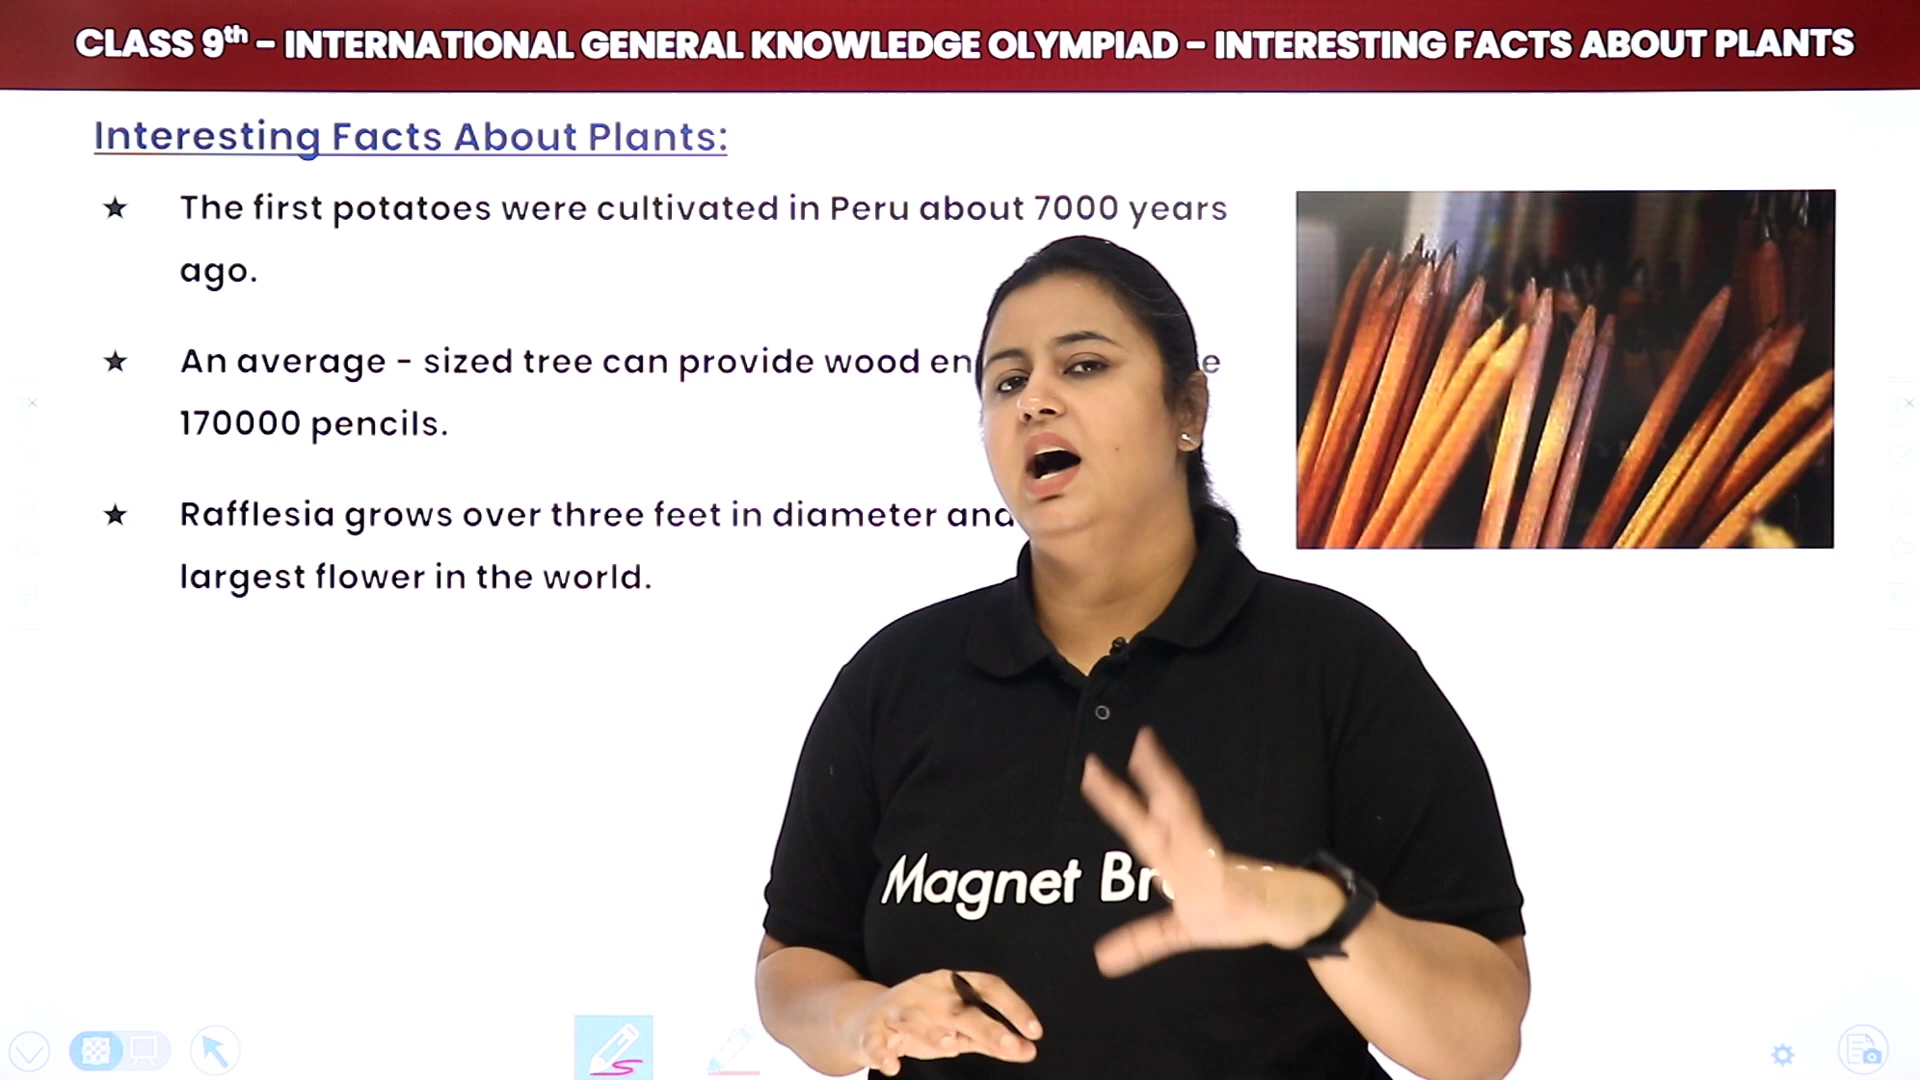 CLASS 9th - INTERNATIONAL GENERAL KNOWLEDGE OLYMPIAD - INTERESTING FACTS ABOUT PLANTS
Interesting Facts About Plants:
★ The first potatoes were cultivated in Peru about 7000 years
ago.
★ An average - sized tree can provide wood
170000 pencils.
★ Rafflesia grows over three feet in diameter and
largest flower in the world.
Magnet